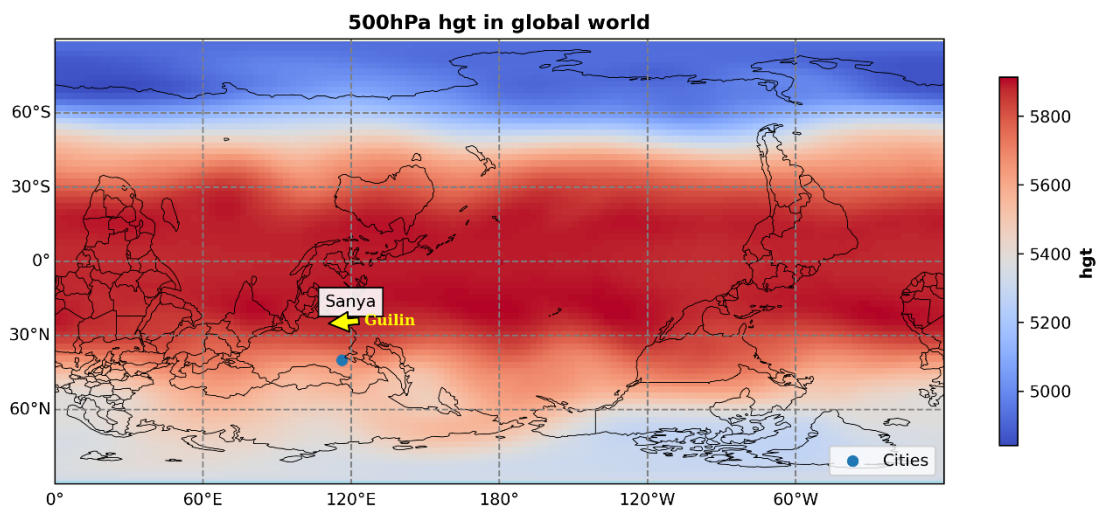 500hPa hgt in global world
60°S
30°S
0°
30°N
60°N
Sanya
Guilin
Cities
0°
60°E
120°E
180°
120°W
60°W
5800
5600
5400
5200
5000
hgt